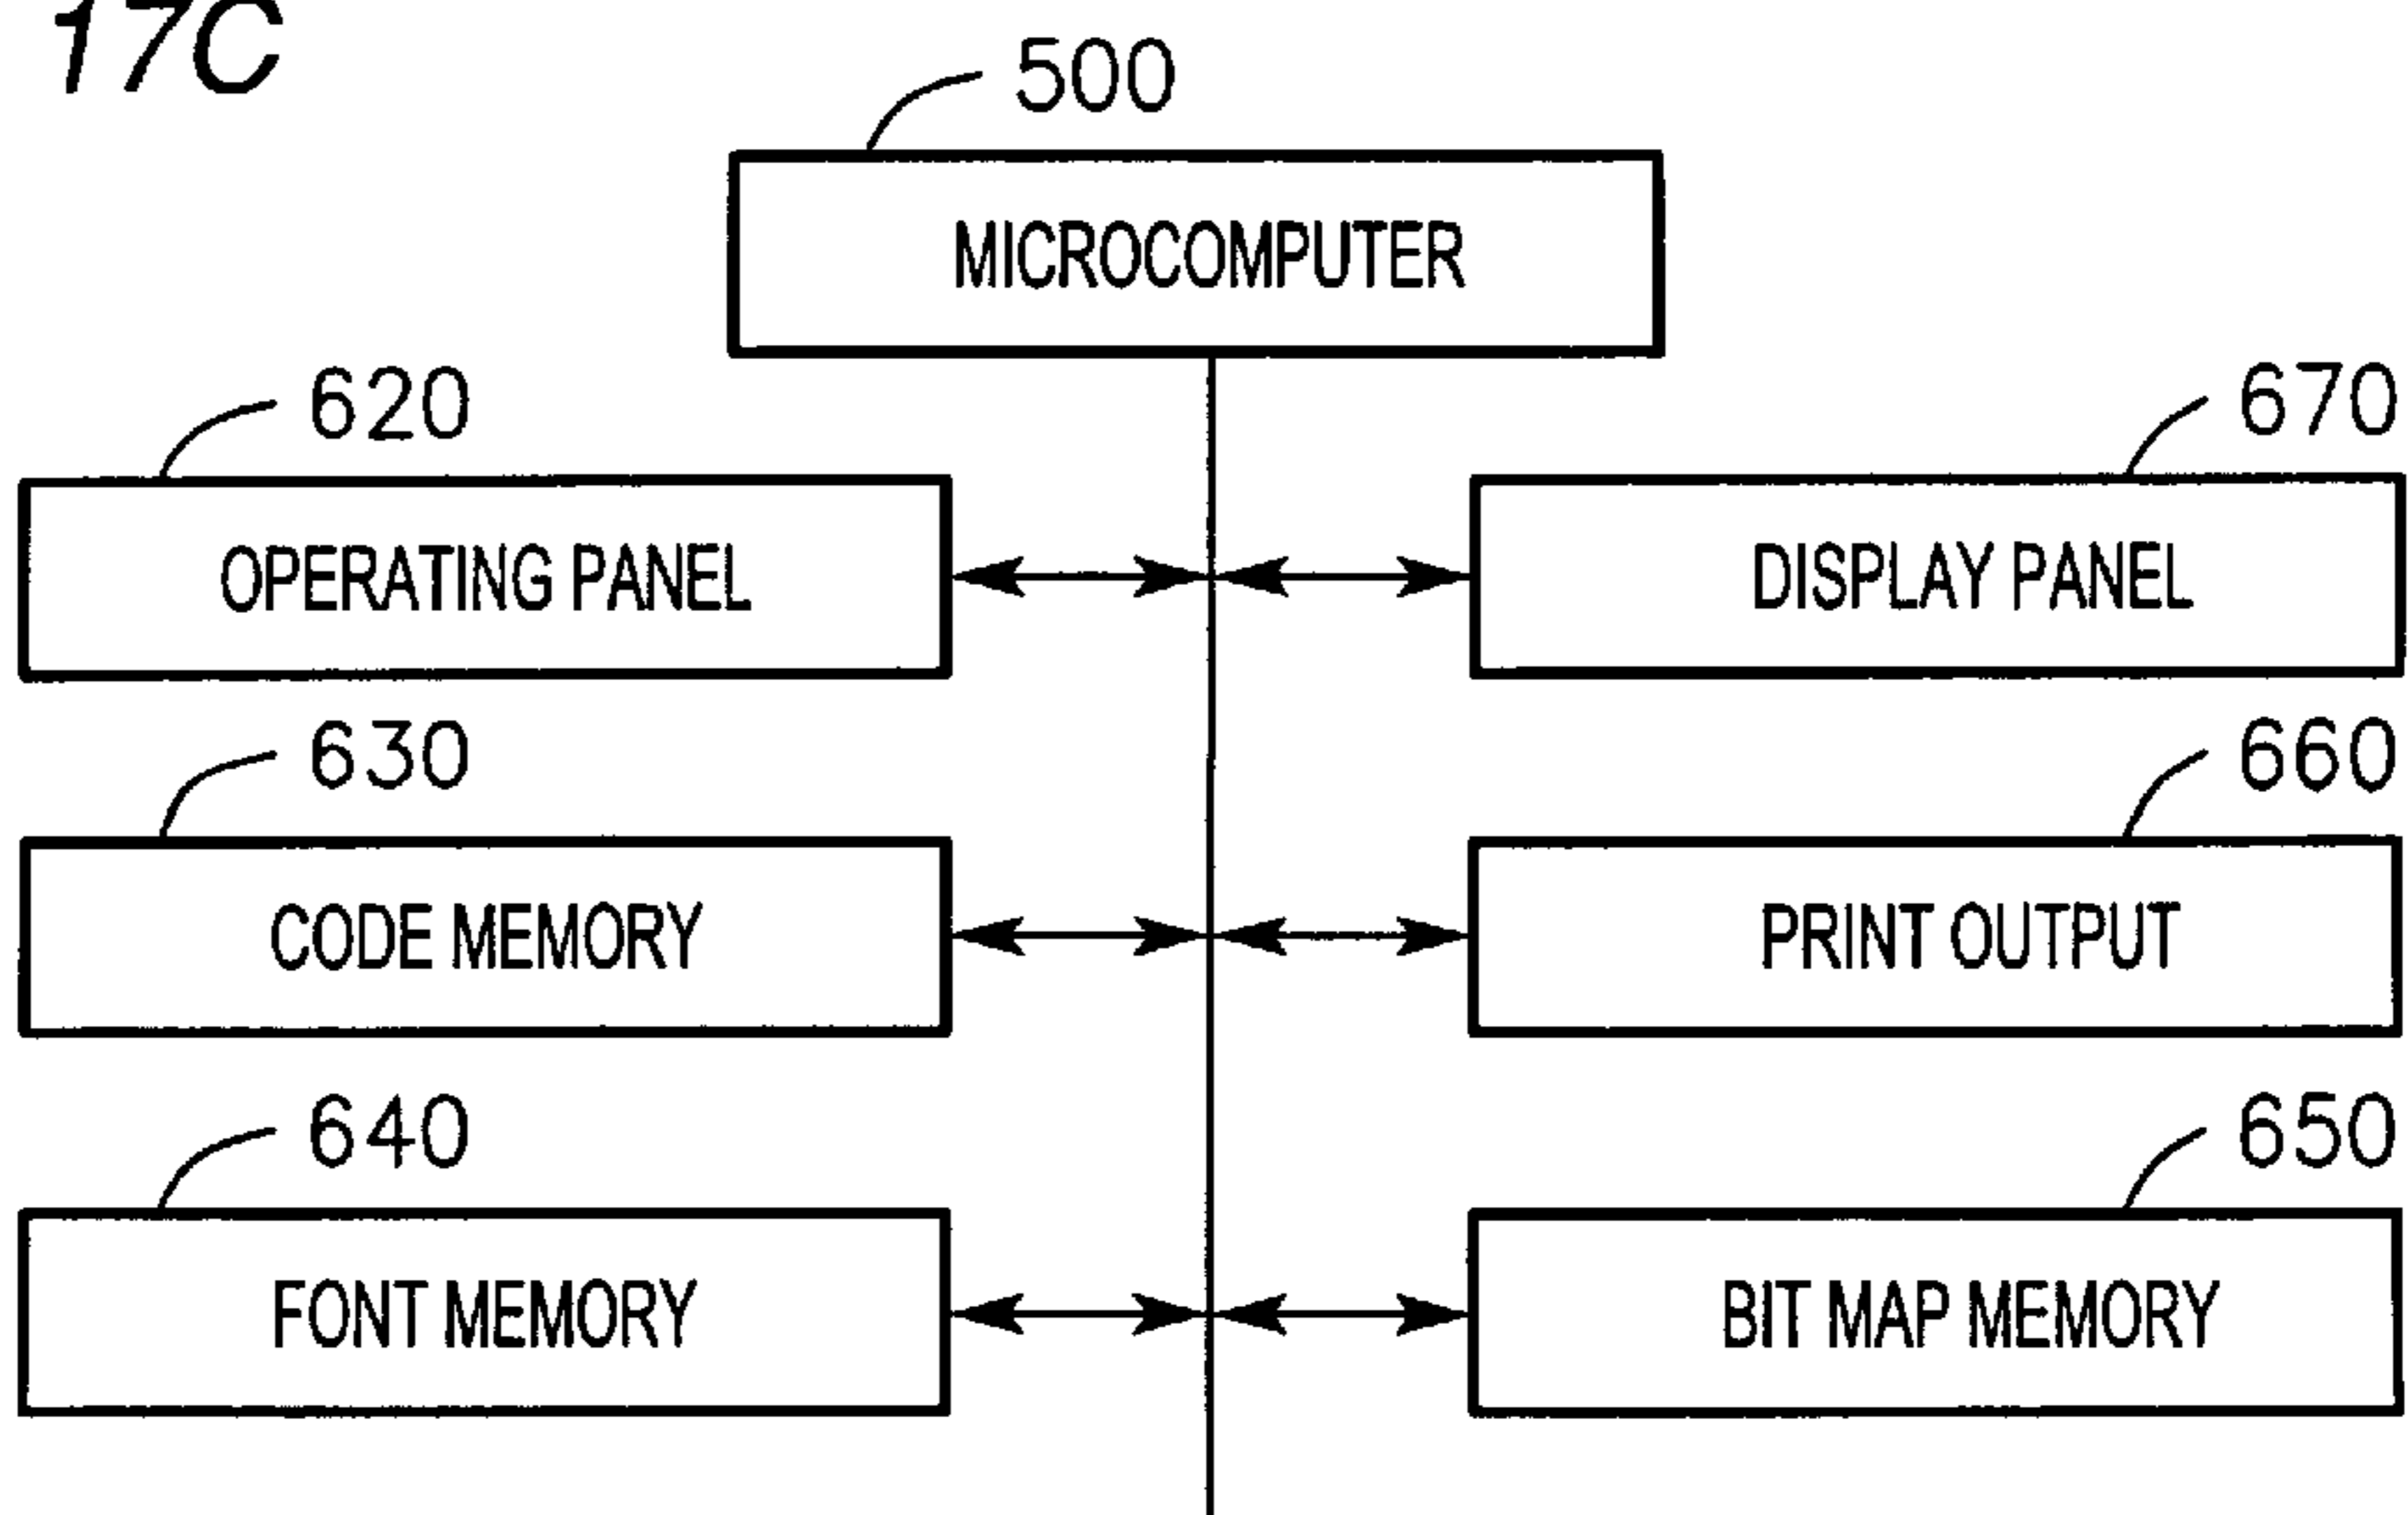 17C
500
MICROCOMPUTER
620
670
OPERATING PANEL
DISPLAY PANEL
630
660
CODE MEMORY
PRINT OUTPUT
640
650
FONT MEMORY
BIT MAP MEMORY